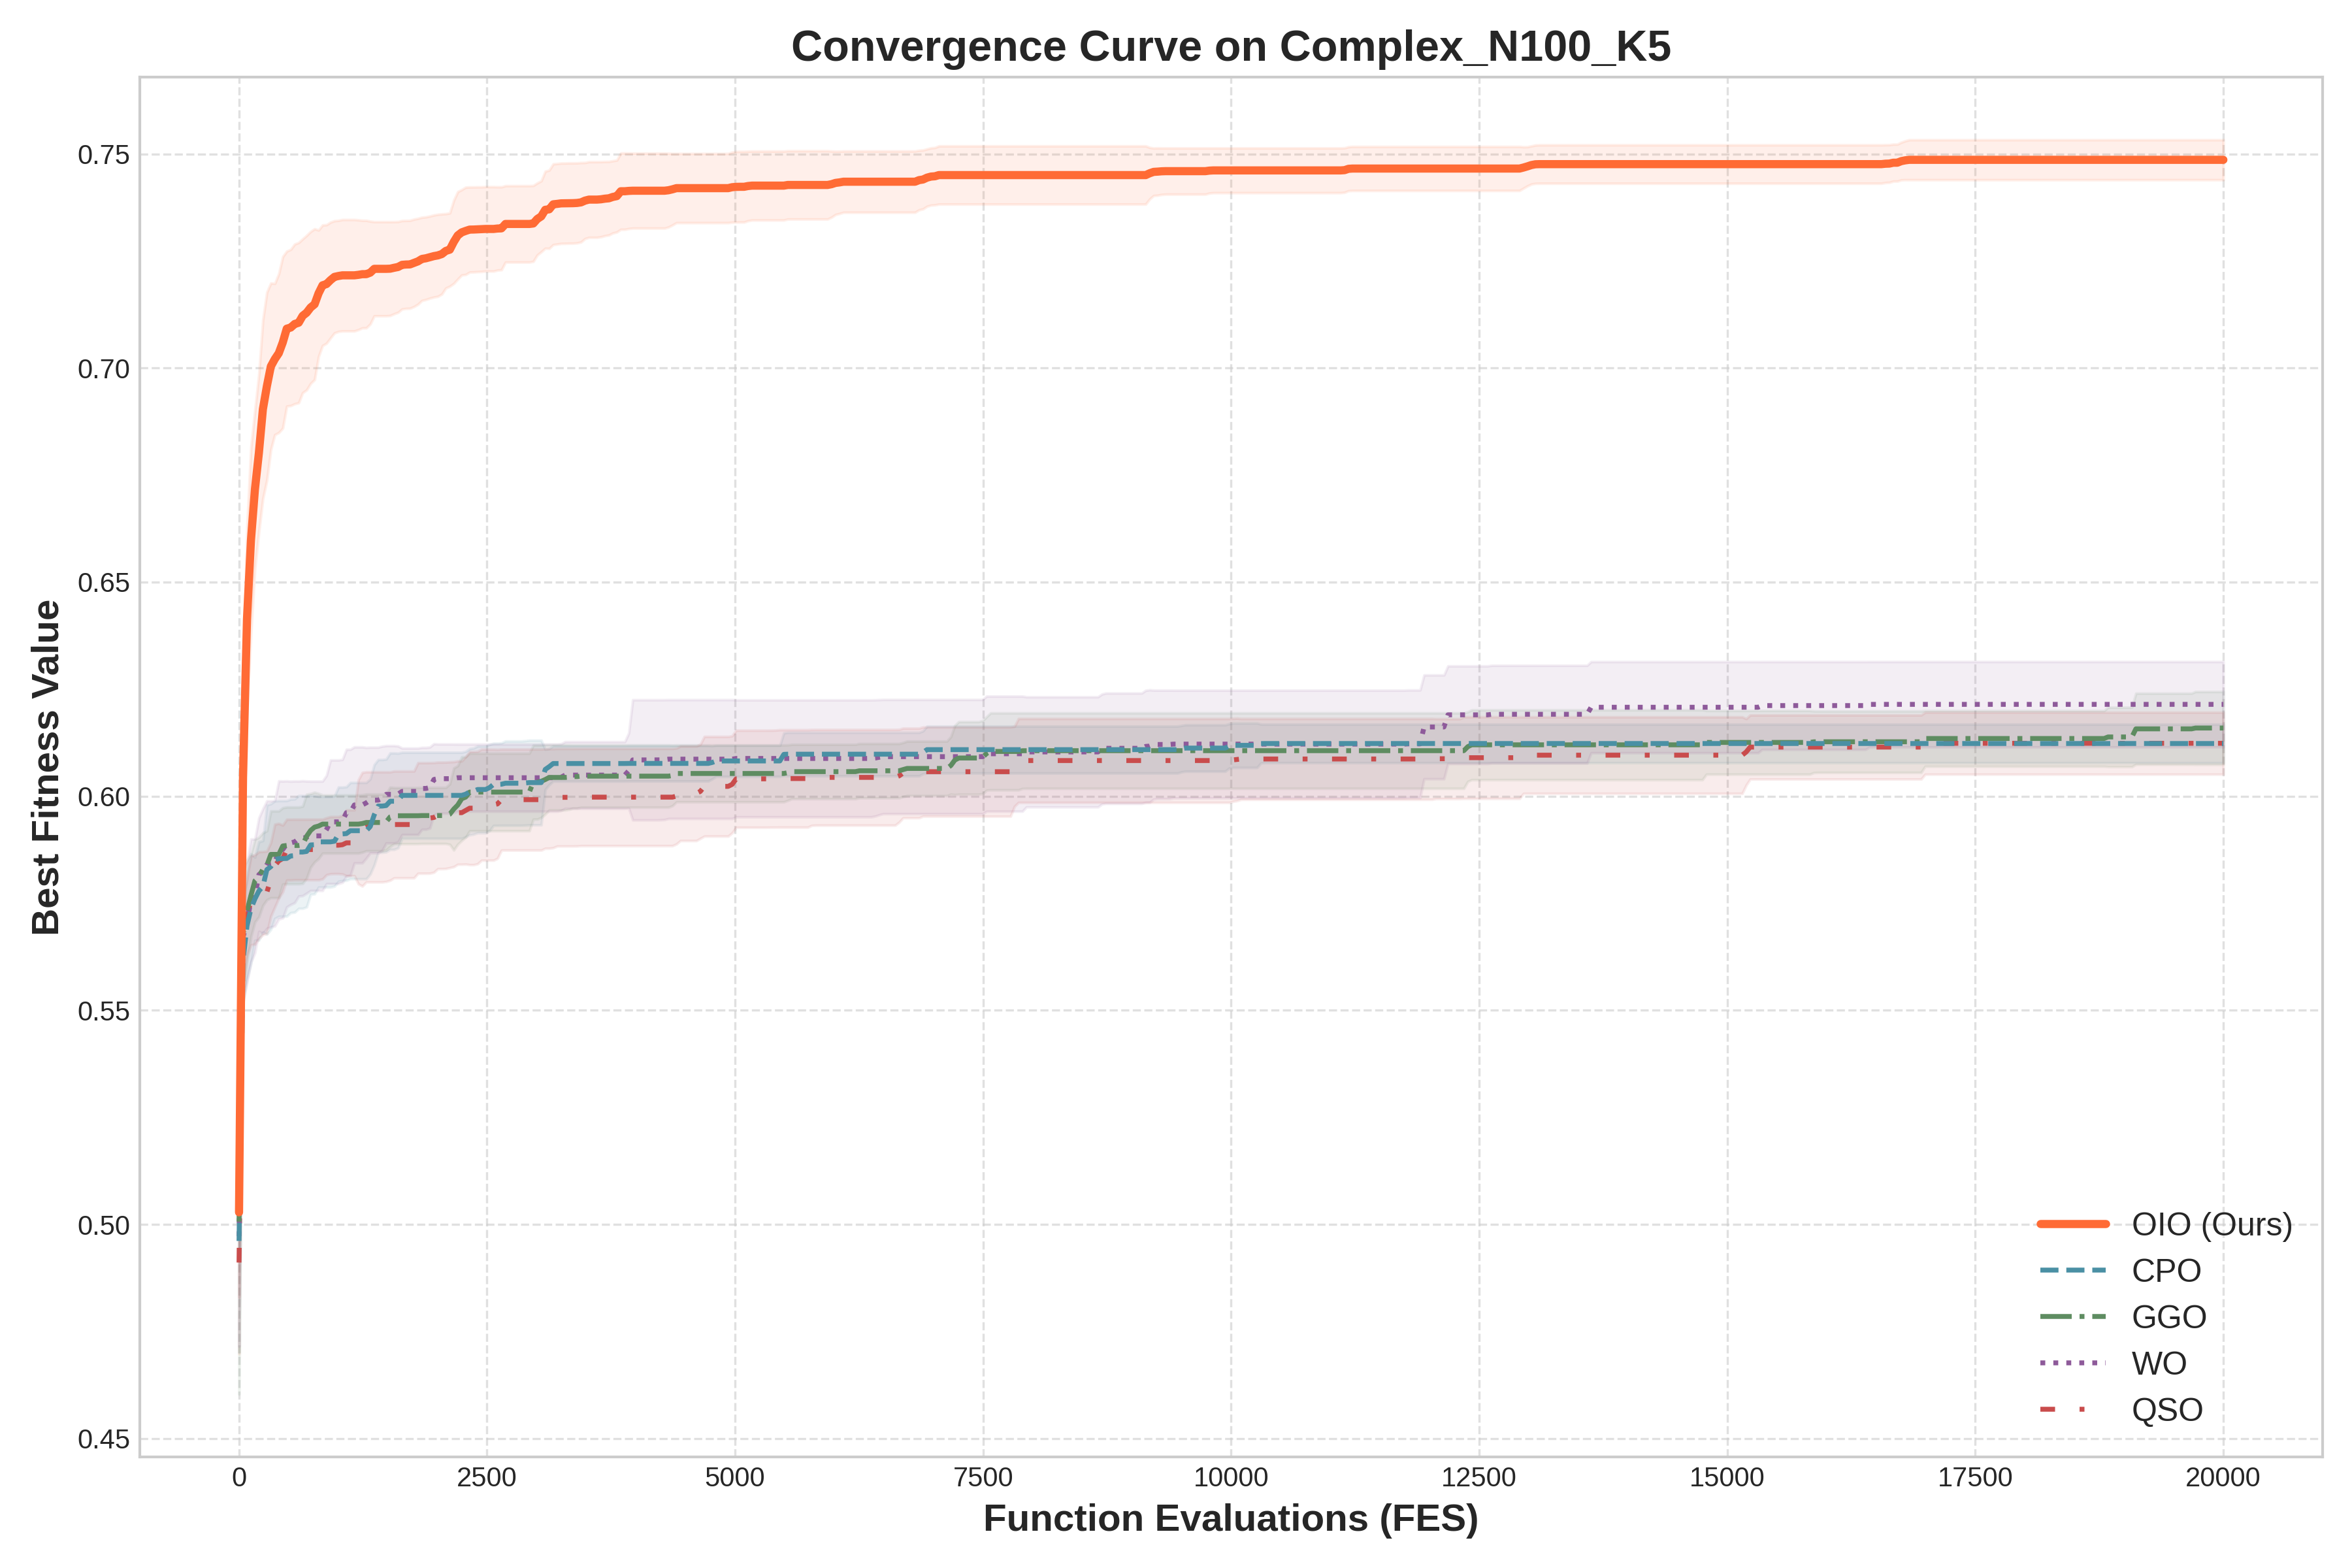 Convergence Curve on Complex_N100_K5
Best Fitness Value
0.75
0.70
0.65
0.60
0.55
0.50
0.45
OIO (Ours)
CPO
GGO
WO
QSO
0 2500 5000 7500 10000 12500 15000 17500 20000
Function Evaluations (FES)